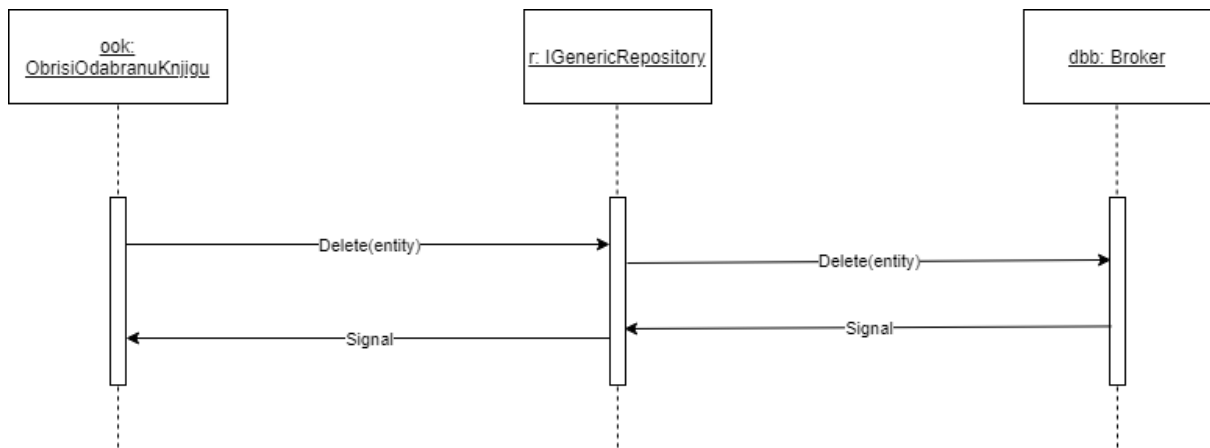 ook:
ObrisiOdabranuKnjigu
r: IGenericRepository
dbb: Broker
Delete(entity)
Delete(entity)
Signal
Signal